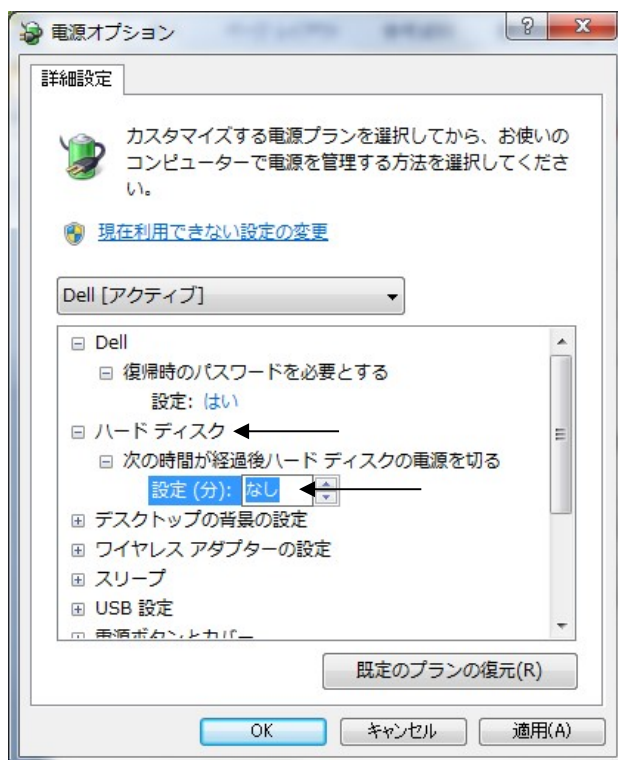 電源オプション
詳細設定
カスタマイズする電源プランを選択してから、お使いの
コンピューターで電源を管理する方法を選択してくださ
い。
現在利用できない設定の変更
Dell [アクティブ]
Dell
復帰時のパスワードを必要とする
設定: はい
ハード ディスク
次の時間が経過後ハード ディスクの電源を切る
設定 (分): なし
デスクトップの背景の設定
ワイヤレス アダプターの設定
スリープ
USB 設定
電源ボタンとカバー
既定のプランの復元(R)
OK
キャンセル
適用(A)